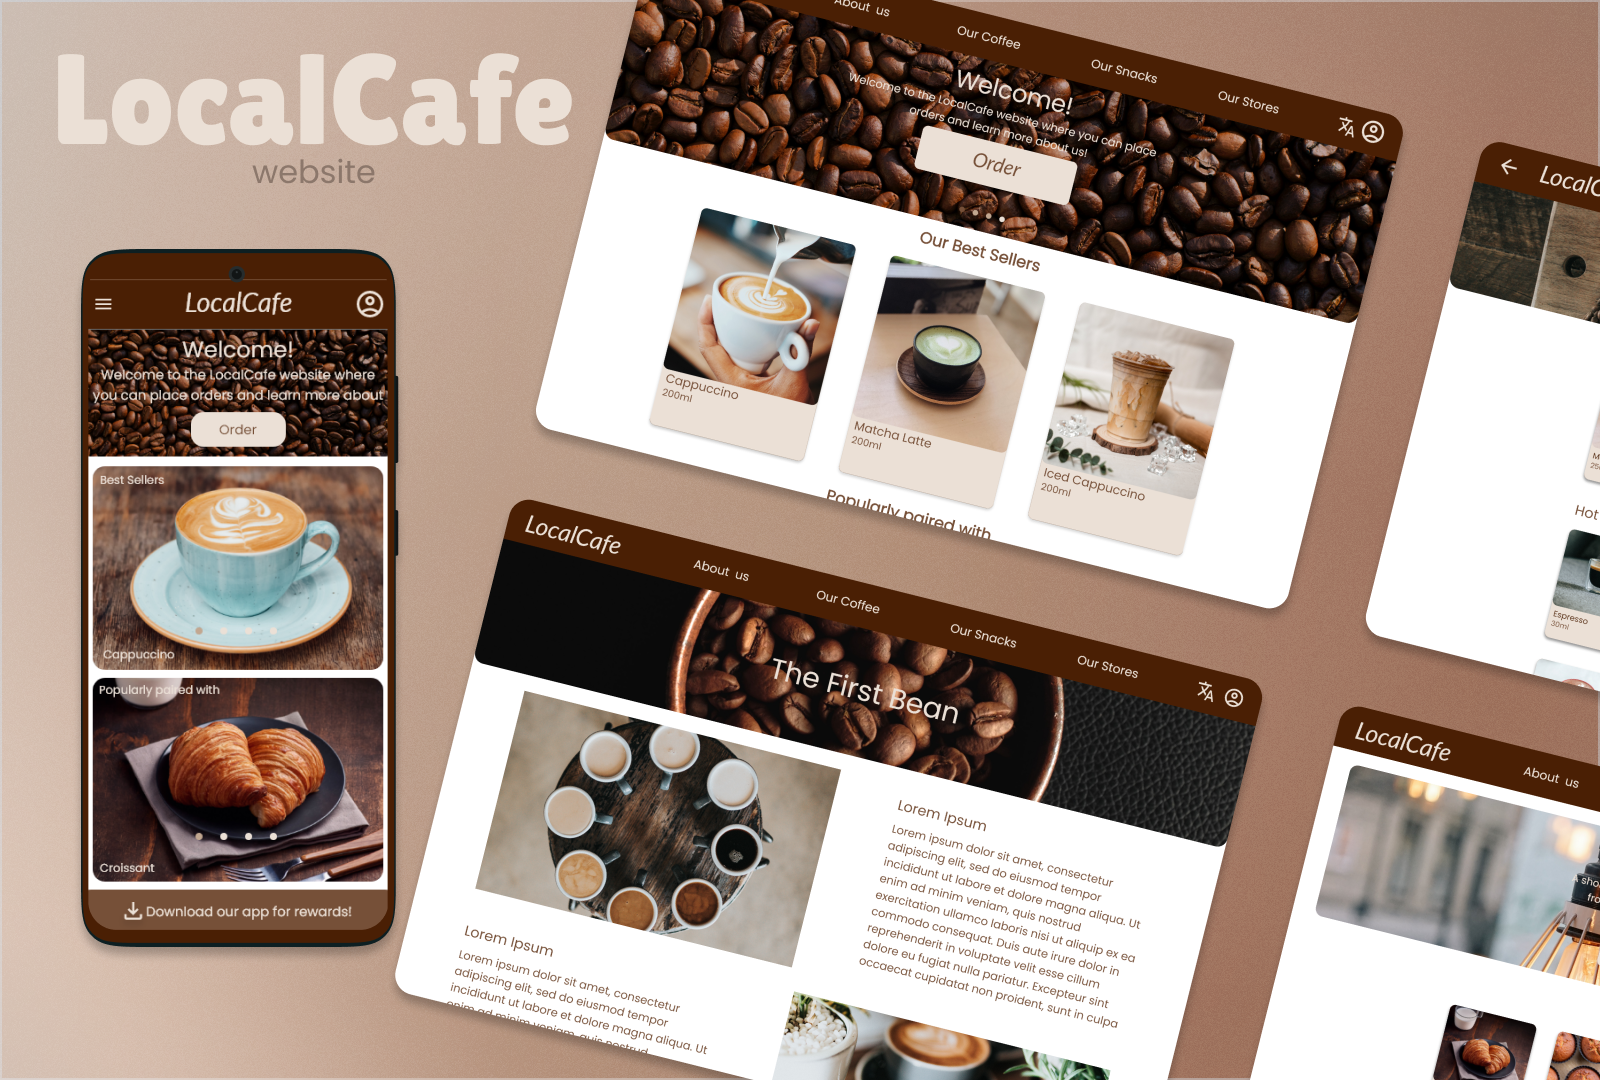 LocalCafe
website
LocalCafe
Welcome!
Welcome to the LocalCafe website where
you can place orders and learn more about
Order
Best Sellers
Cappuccino
Popularly paired with
Croissant
Download our app for rewards!
About us
Our Coffee
Our Snacks
Our Stores
Welcome!
Welcome to the LocalCafe website where you can place
orders and learn more about us!
Order
Our Best Sellers
Cappuccino
200ml
Matcha Latte
200ml
Iced Cappuccino
200ml
Popularly paired with
LocalCafe
About us
Our Coffee
Our Snacks
Our Stores
The First Bean
Lorem Ipsum
Lorem ipsum dolor sit amet, consectetur
adipiscing elit, sed do eiusmod tempor
incididunt ut labore et dolore magna aliqua. Ut
enim ad minim veniam, quis nostrud
exercitation ullamco laboris nisi ut aliquip ex ea
commodo consequat. Duis aute irure dolor in
reprehenderit in voluptate velit esse cillum
dolore eu fugiat nulla pariatur. Excepteur sint
occaecat cupidatat non proident, sunt in culpa
Lorem Ipsum
Lorem ipsum dolor sit amet, consectetur
adipiscing elit, sed do eiusmod tempor
incididunt ut labore et dolore magna aliqua. Ut
enim ad minim veniam, quis nostrud
LocalC
Hot
Espresso
30ml
LocalCafe
About us
A sho
fro